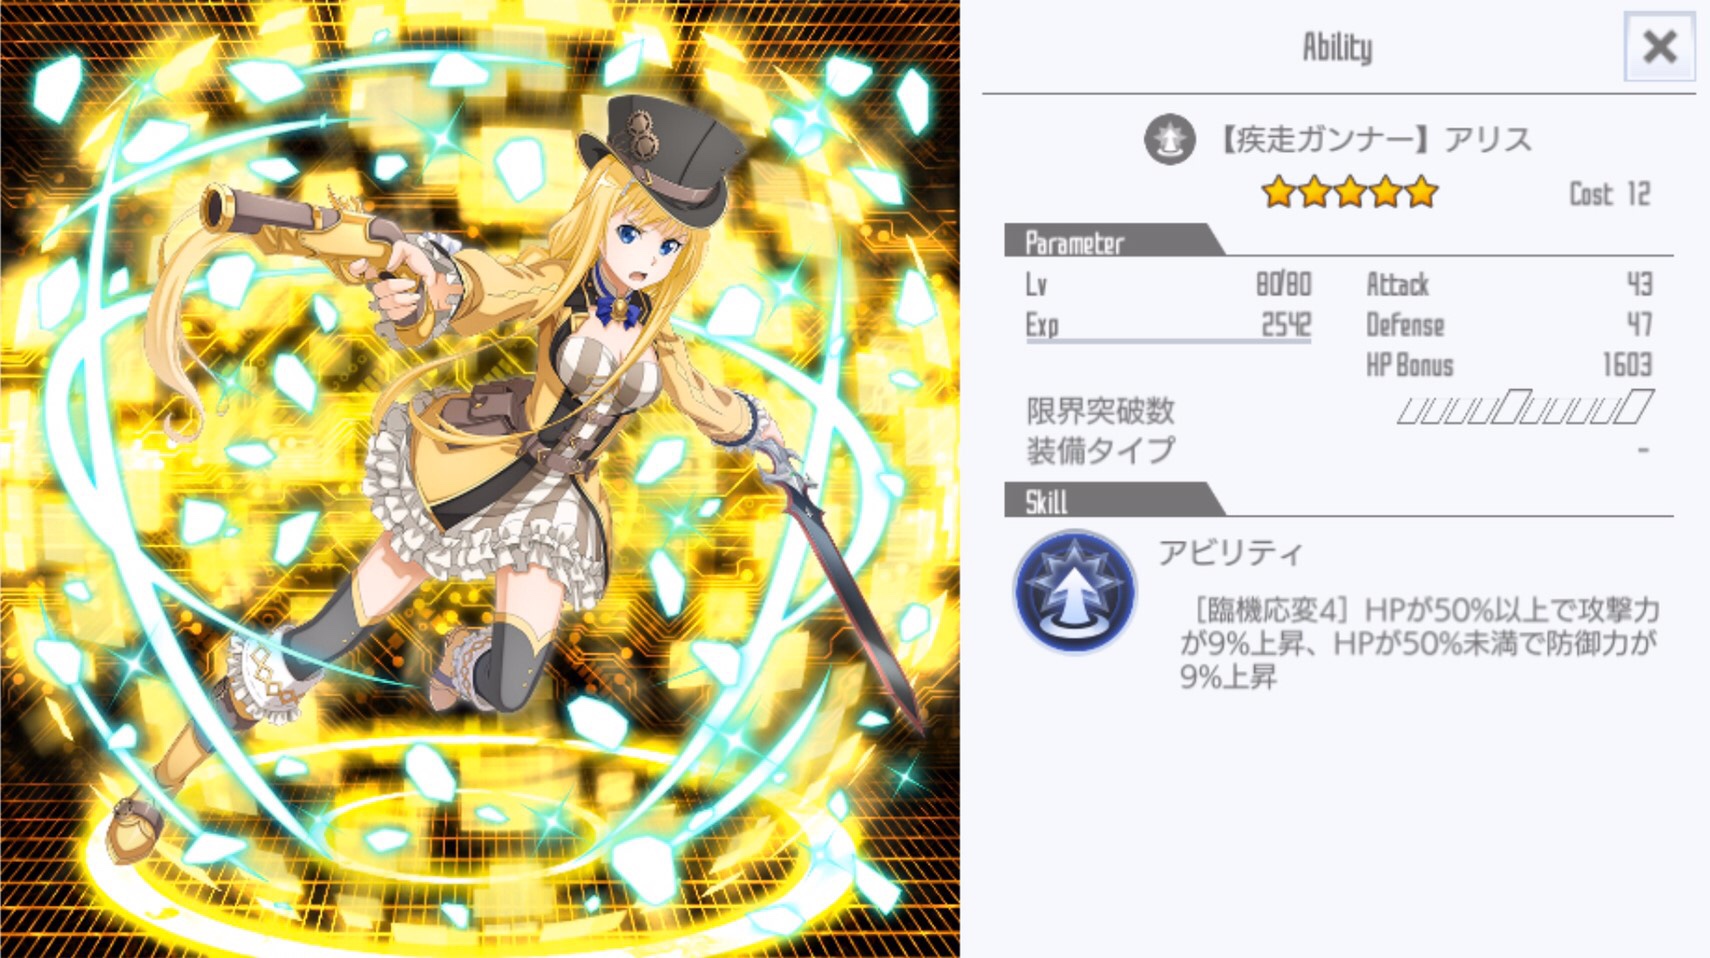 Ability
【疾走ガンナー】アリス
Cost 12
Parameter
Lv 80/80
Attack 43
Exp 2542
Defense 47
HP Bonus 1603
限界突破数
装備タイプ -
Skill
アビリティ
［臨機応変4］HPが50%以上で攻撃力
が9%上昇、HPが50%未満で防御力が
9%上昇